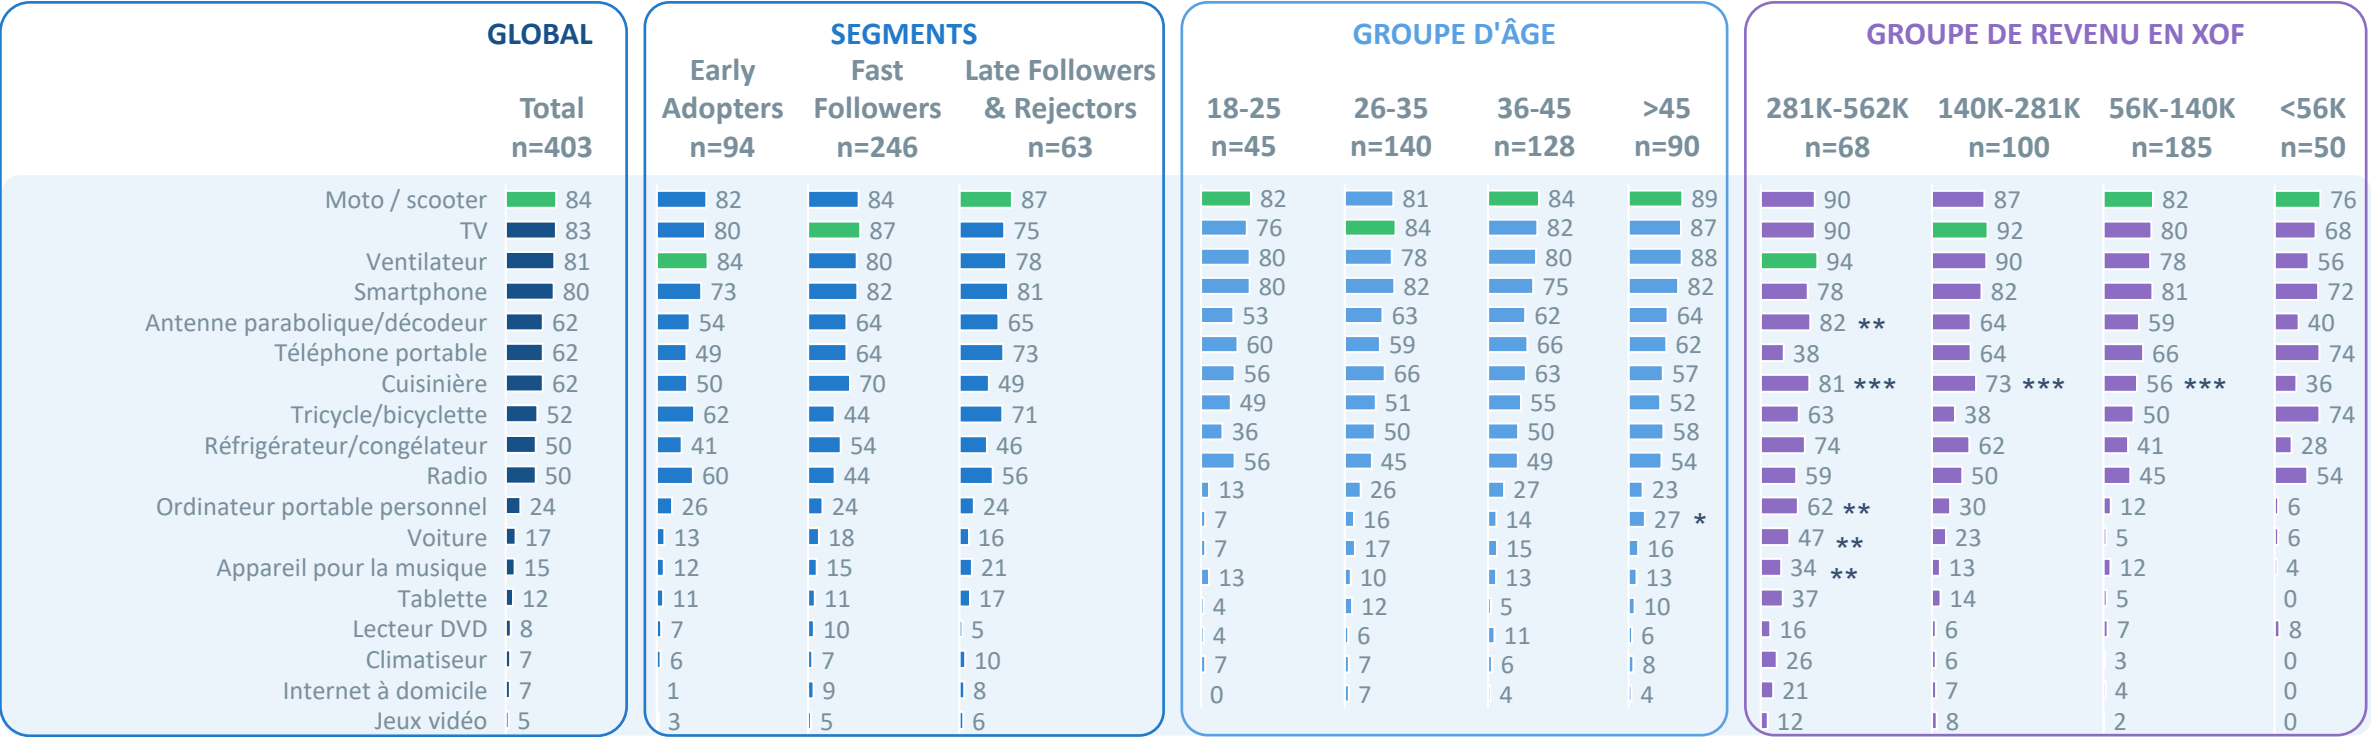 GLOBAL SEGMENTS GROUPE D'ÂGE GROUPE DE REVENU EN XOF
Early Fast Late Followers
Total Adopters Followers & Rejectors 18-25 26-35 36-45 >45 281K-562K 140K-281K 56K-140K <56K
n=403 n=94 n=246 n=63 n=45 n=140 n=128 n=90 n=68 n=100 n=185 n=50
Moto / scooter 84 82 84 87 82 81 84 89 90 87 82 76
TV 83 80 87 75 76 84 82 87 90 92 80 68
Ventilateur 81 84 80 78 80 78 80 88 94 90 78 56
Smartphone 80 73 82 81 80 82 75 82 78 82 81 72
Antenne parabolique/décodeur 62 54 64 65 53 63 62 64 82 ** 64 59 40
Téléphone portable 62 49 64 73 60 59 66 62 38 64 66 74
Cuisinière 62 50 70 49 56 66 63 57 81 *** 73 *** 56 *** 36
Tricycle/bicyclette 52 62 44 71 49 51 55 52 63 38 50 74
Réfrigérateur/congélateur 50 41 54 46 36 50 50 58 74 62 41 28
Radio 50 60 44 56 56 45 49 54 59 50 45 54
Ordinateur portable personnel 24 26 24 24 13 26 27 23 62 ** 30 12 6
Voiture 17 13 18 16 7 16 14 27 * 47 ** 23 5 6
Appareil pour la musique 15 12 15 21 7 17 15 16 34 ** 13 12 4
Tablette 12 11 11 17 13 10 13 13 37 14 5 0
Lecteur DVD 8 7 10 5 4 12 5 10 16 6 7 8
Climatiseur 7 6 7 10 4 6 11 6 26 6 3 0
Internet à domicile 7 1 9 8 7 7 6 8 21 7 4 0
Jeux vidéo 5 3 5 6 0 7 4 4 12 8 2 0